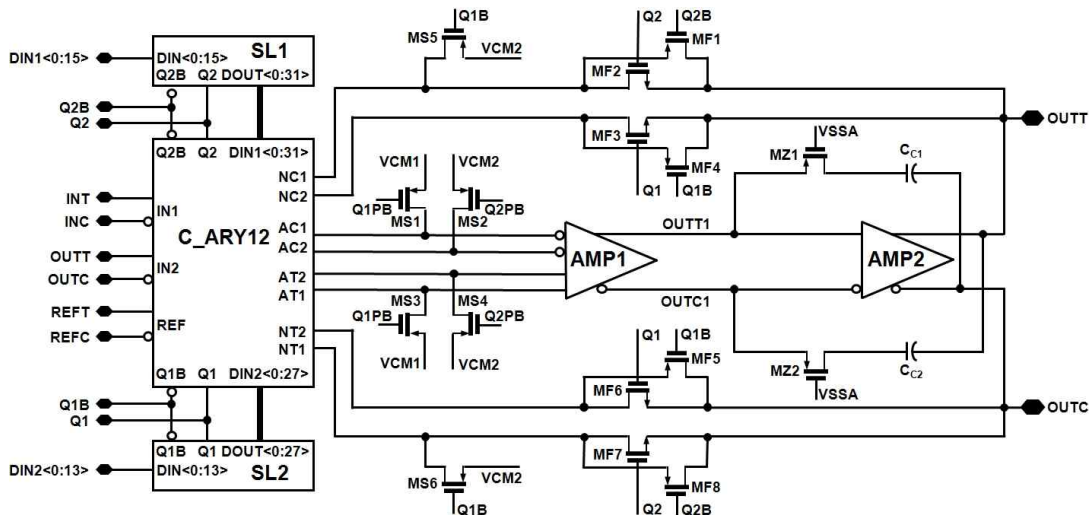 Q1B
Q2
Q2B
MS5
VCM2
MF1
MF2
SL1
DIN1<0:15>
DIN<0:15>
Q2B
Q2
DOUT<0:31>
Q2B
Q2
Q2B
Q2
DIN1<0:31>
OUTT
NC1
NC2
MF3
MF4
Q1
Q1B
VSSA
MZ1
CC1
VCM1
VCM2
Q1PB
MS1
MS2
Q2PB
INT
IN1
INC
C_ARY12
AC1
AC2
AT2
AT1
AMP1
OUTT1
AMP2
OUTT
IN2
OUTC
OUTC1
REFT
REF
REFC
MS3
MS4
Q1PB
Q2PB
VCM1
VCM2
NT2
NT1
Q1
Q1B
MF5
MF6
MZ2
CC2
VSSA
Q1B
Q1
DIN2<0:27>
Q1B
Q1
OUTC
Q1B
Q1
DOUT<0:27>
DIN2<0:13>
DIN<0:13>
SL2
MS6
VCM2
Q1B
MF7
MF8
Q2
Q2B